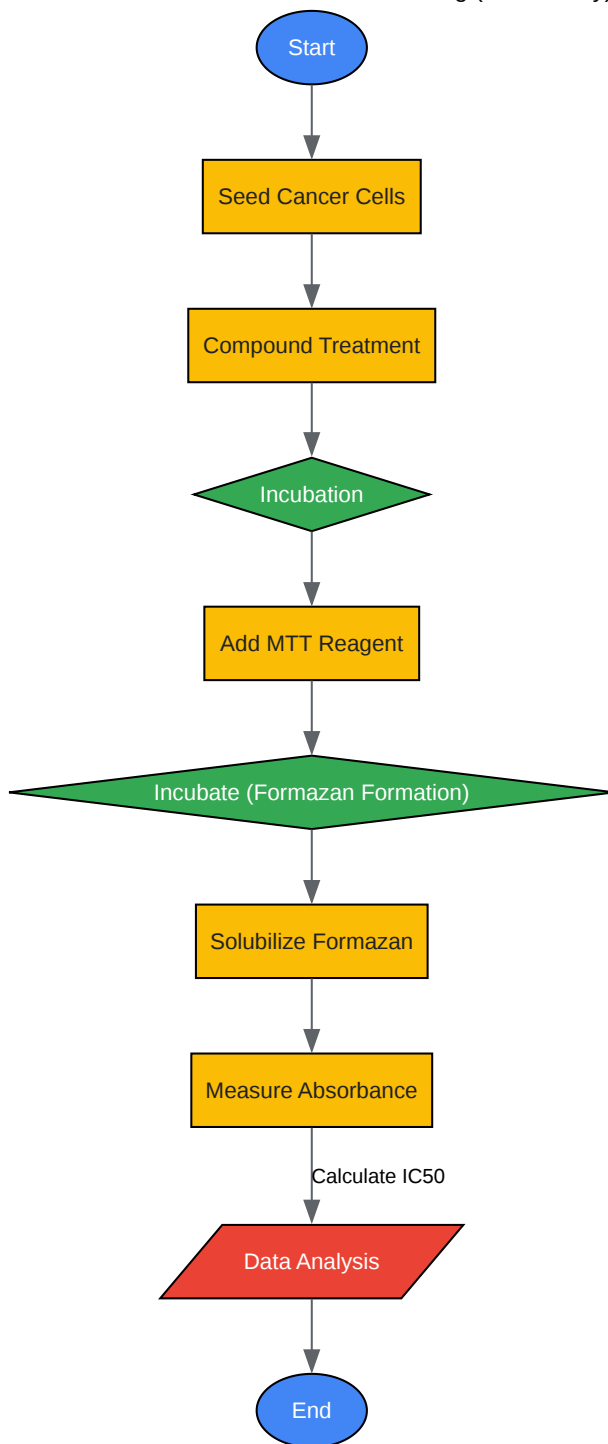 Start
Seed Cancer Cells
Compound Treatment
Incubation
Add MTT Reagent
Incubate (Formazan Formation)
Solubilize Formazan
Measure Absorbance
Calculate IC50
Data Analysis
End